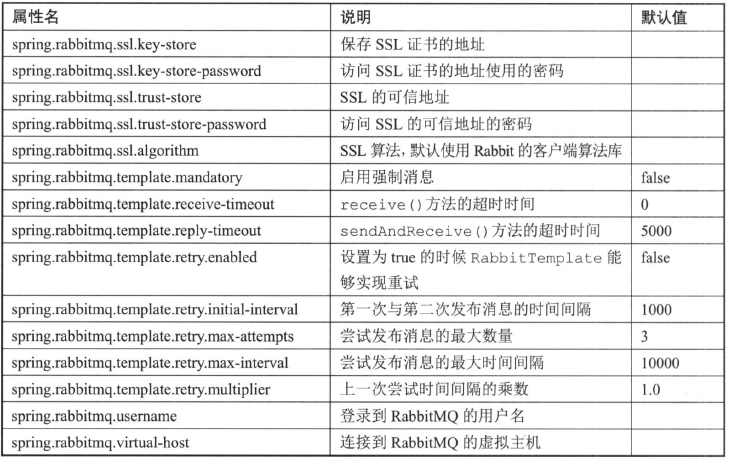 属性名 说明 默认值
spring.rabbitmq.ssl.key-store 保存 SSL 证书的地址
spring.rabbitmq.ssl.key-store-password 访问 SSL 证书的地址使用的密码
spring.rabbitmq.ssl.trust-store SSL 的可信地址
spring.rabbitmq.ssl.trust-store-password 访问 SSL 的可信地址的密码
spring.rabbitmq.ssl.algorithm SSL 算法,默认使用 Rabbit 的客户端算法库
spring.rabbitmq.template.mandatory 启用强制消息 false
spring.rabbitmq.template.receive-timeout receive()方法的超时时间 0
spring.rabbitmq.template.reply-timeout sendAndReceive()方法的超时时间 5000
spring.rabbitmq.template.retry.enabled 设置为 true 的时候 RabbitTemplate 能 false
够实现重试
spring.rabbitmq.template.retry.initial-interval 第一次与第二次发布消息的时间间隔 1000
spring.rabbitmq.template.retry.max-attempts 尝试发布消息的最大数量 3
spring.rabbitmq.template.retry.max-interval 尝试发布消息的最大时间间隔 10000
spring.rabbitmq.template.retry.multiplier 上一次尝试时间间隔的乘数 1.0
spring.rabbitmq.username 登录到 RabbitMQ 的用户名
spring.rabbitmq.virtual-host 连接到 RabbitMQ 的虚拟主机